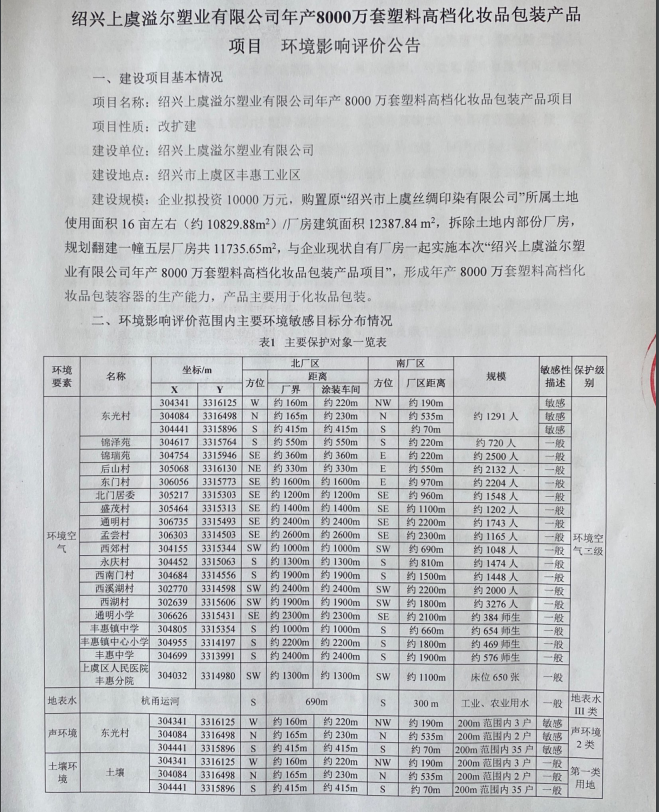 绍兴上虞溢尔塑业有限公司年产8000万套塑料高档化妆品包装产品
项目 环境影响评价公告
一、建设项目基本情况
项目名称：绍兴上虞溢尔塑业有限公司年产 8000 万套塑料高档化妆品包装产品项目
项目性质：改扩建
建设单位：绍兴上虞溢尔塑业有限公司
建设地点：绍兴市上虞区丰惠工业区
建设规模：企业拟投资 10000 万元，购置原“绍兴市上虞丝绸印染有限公司”所属土地
使用面积 16 亩左右（约 10829.88m²）/厂房建筑面积 12387.84 m²，拆除土地内部份厂房，
规划翻建一幢五层厂房共 11735.65m²，与企业现状自有厂房一起实施本次“绍兴上虞溢尔塑
业有限公司年产 8000 万套塑料高档化妆品包装产品项目”，形成年产 8000 万套塑料高档化
妆品包装容器的生产能力，产品主要用于化妆品包装。
二、环境影响评价范围内主要环境敏感目标分布情况
表1 主要保护对象一览表
环境要素 名称 坐标/m 北厂区 南厂区 规模 敏感性描述 保护级别
X Y 方位 距离 方位 厂区距离
厂界 涂装车间
环境空气 东光村 304341 3316125 W 约 160m 约 220m NW 约 190m 约 1291 人 敏感 环境空气二级
304084 3316498 N 约 165m 约 230m N 约 535m 敏感
304441 3315896 S 约 415m 约 415m S 约 70m 敏感
锦泽苑 304617 3315764 S 约 550m 约 550m S 约 220m 约 720 人 一般
锦瑞苑 304754 3315946 SE 约 360m 约 360m E 约 220m 约 2500 人 一般
后山村 305068 3316130 NE 约 330m 约 330m E 约 550m 约 2132 人 一般
东门村 306056 3315773 SE 约 1600m 约 1600m E 约 970m 约 2204 人 一般
北门居委 305217 3315303 SE 约 1200m 约 1200m SE 约 960m 约 1548 人 一般
盛茂村 305464 3315313 SE 约 1400m 约 1400m SE 约 1100m 约 1202 人 一般
通明村 306735 3315493 SE 约 2400m 约 2400m SE 约 2200m 约 1743 人 一般
孟尝村 306303 3314503 SE 约 2600m 约 2600m SE 约 2300m 约 1165 人 一般
西郊村 304155 3315344 SW 约 1000m 约 1000m SW 约 690m 约 1048 人 一般
永庆村 304452 3315063 S 约 1300m 约 1300m S 约 810m 约 1474 人 一般
西南门村 304684 3314556 S 约 1900m 约 1900m S 约 1500m 约 1448 人 一般
西溪湖村 302770 3314598 SW 约 2400m 约 2400m SW 约 2200m 约 2000 人 一般
西湖村 302639 3315606 SW 约 1900m 约 1900m SW 约 1800m 约 3276 人 一般
通明小学 306626 3315431 SE 约 2300m 约 2300m SE 约 2100m 约 384 师生 一般
丰惠镇中学 304805 3315354 S 约 1000m 约 1000m S 约 660m 约 654 师生 一般
丰惠镇中心小学 304955 3314197 S 约 2200m 约 2200m S 约 1800m 约 469 师生 一般
丰惠中学 304699 3313991 S 约 2400m 约 2400m S 约 1900m 约 576 师生 一般
上虞区人民医院丰惠分院 304032 3314980 SW 约 1300m 约 1300m SW 约 1100m 床位 650 张 一般
地表水 杭甬运河 S 690m S 300 m 工业、农业用水 一般 地表水 III 类
声环境 东光村 304341 3316125 W 约 160m 约 220m NW 约 190m 200m 范围内 3 户 敏感 声环境 2 类
304084 3316498 N 约 165m 约 230m N 约 535m 200m 范围内 2 户 敏感
304441 3315896 S 约 415m 约 415m S 约 70m 200m 范围内 35 户 敏感
土壤环境 土壤 304341 3316125 W 约 160m 约 220m NW 约 190m 200m 范围内 3 户 一般 第一类用地
304084 3316498 N 约 165m 约 230m N 约 535m 200m 范围内 2 户 一般
304441 3315896 S 约 415m 约 415m S 约 70m 200m 范围内 35 户 一般